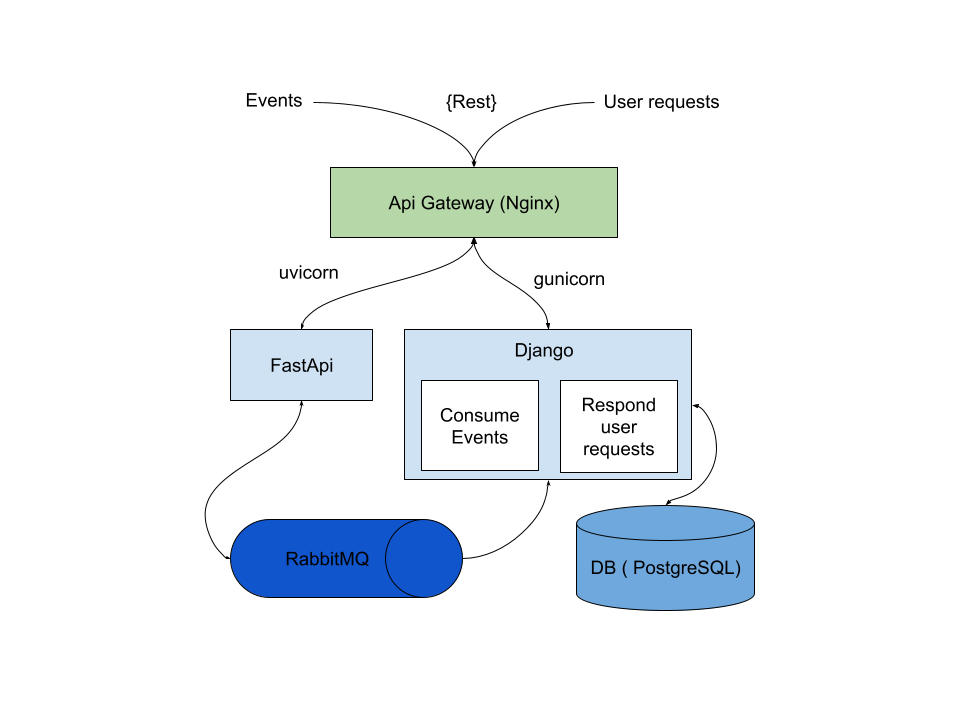 Events
{Rest}
User requests
Api Gateway (Nginx)
uvicorn
gunicorn
FastApi
Django
Consume
Events
Respond
user
requests
RabbitMQ
DB ( PostgreSQL)